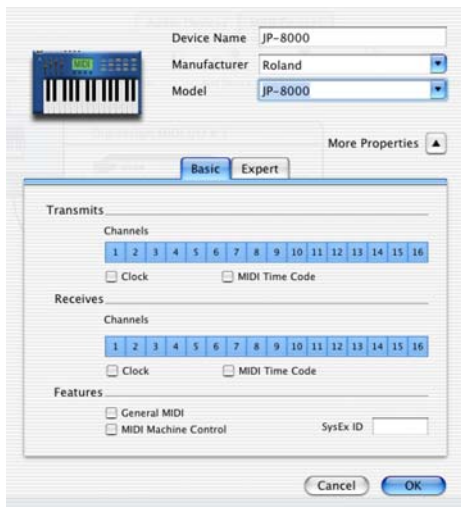 Device Name JP-8000
MIDI
Manufacturer Roland
Model JP-8000
More Properties
Basic Expert
Transmits
Channels
1 2 3 4 5 6 7 8 9 10 11 12 13 14 15 16
Clock MIDI Time Code
Receives
Channels
1 2 3 4 5 6 7 8 9 10 11 12 13 14 15 16
Clock MIDI Time Code
Features
General MIDI
MIDI Machine Control SysEx ID
Cancel OK